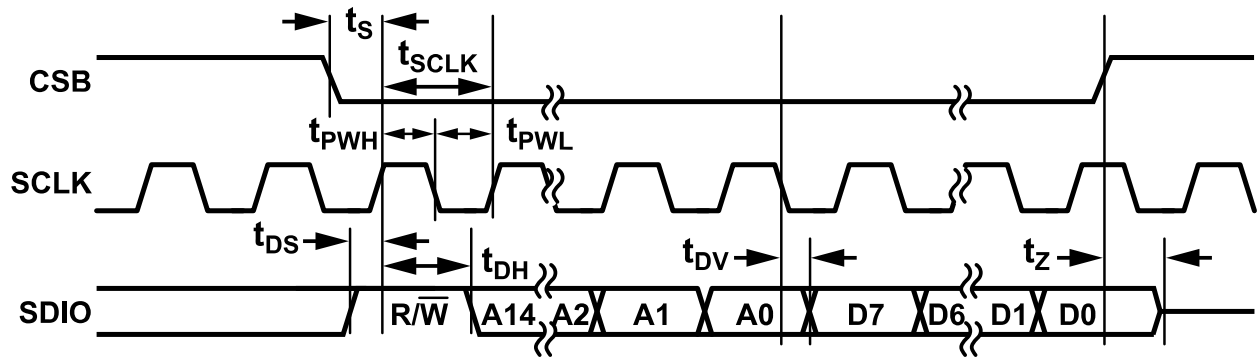 tS
tSCLK
CSB
tPWH tPWL
SCLK
tDS tDH tDV tZ
SDIO R/W̅ A14 A2 A1 A0 D7 D6 D1 D0